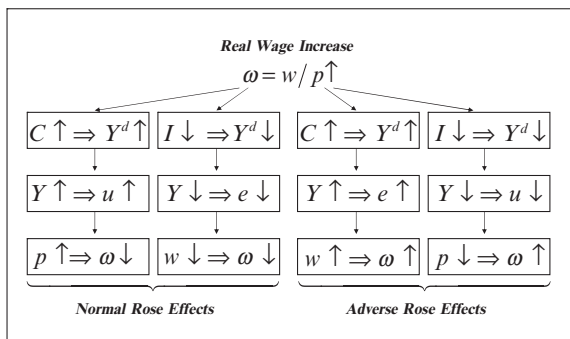 Real Wage Increase
ω = w / p ↑
C ↑ ⇒ Y^d ↑ I ↓ ⇒ Y^d ↓ C ↑ ⇒ Y^d ↑ I ↓ ⇒ Y^d ↓
Y ↑ ⇒ u ↑ Y ↓ ⇒ e ↓ Y ↑ ⇒ e ↑ Y ↓ ⇒ u ↓
p ↑ ⇒ ω ↓ w ↓ ⇒ ω ↓ w ↑ ⇒ ω ↑ p ↓ ⇒ ω ↑
Normal Rose Effects Adverse Rose Effects